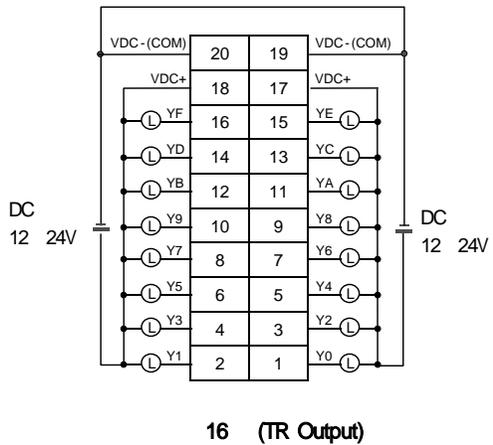 VDC-(COM) 20 19 VDC-(COM)
VDC+ 18 17 VDC+
L YF 16 15 YE L
L YD 14 13 YC L
L YB 12 11 YA L
L Y9 10 9 Y8 L
L Y7 8 7 Y6 L
L Y5 6 5 Y4 L
L Y3 4 3 Y2 L
L Y1 2 1 Y0 L
DC
12 24V
DC
12 24V
16 (TR Output)